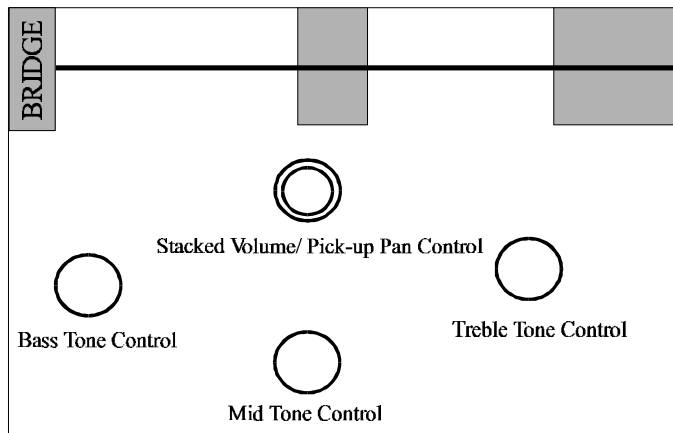 BRIDGE
Stacked Volume/ Pick-up Pan Control
Bass Tone Control
Treble Tone Control
Mid Tone Control